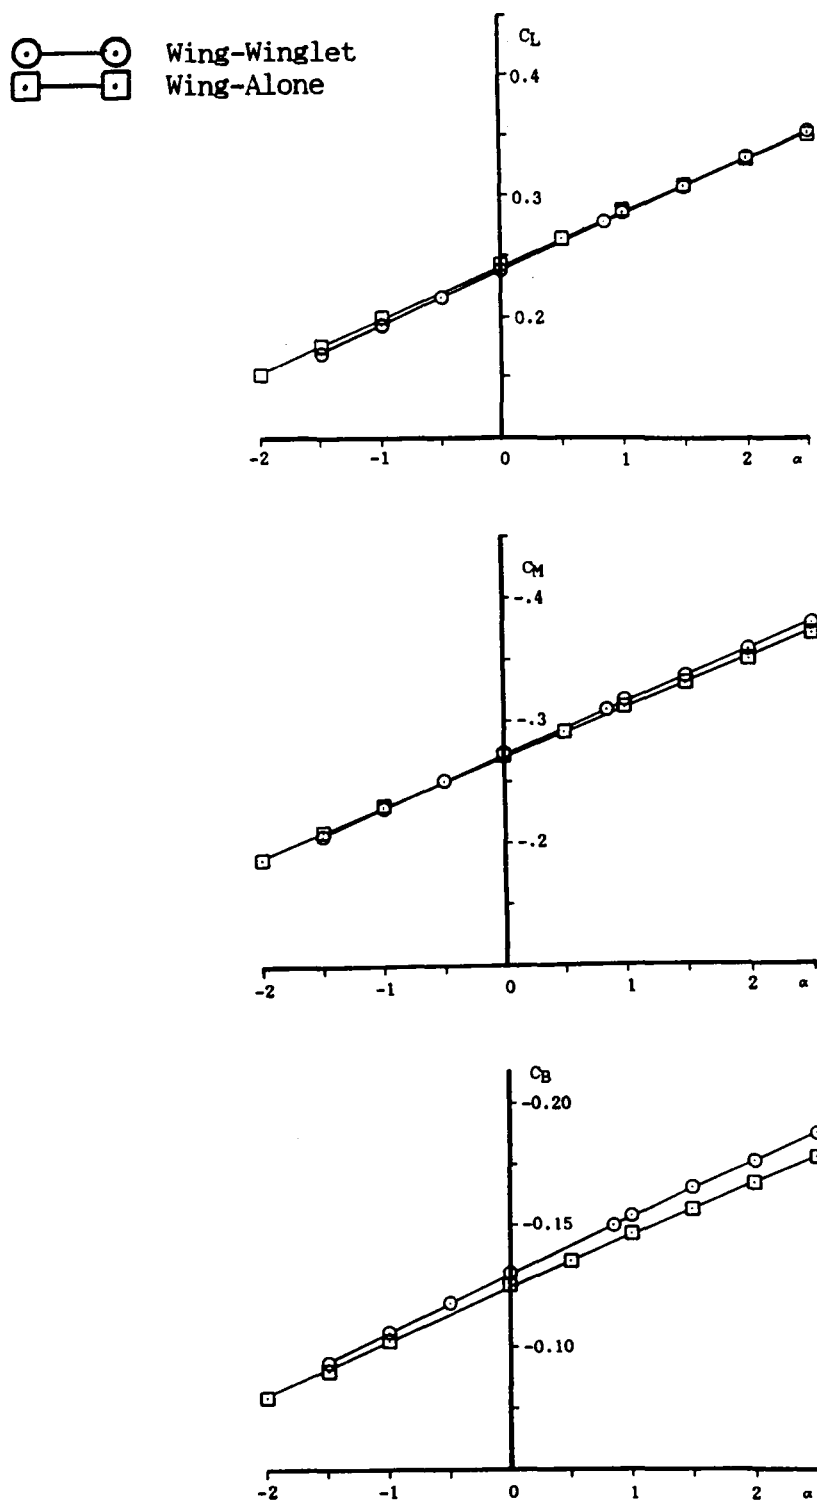 Wing-Winglet
Wing-Alone
CL
0.4
0.3
0.2
-2 -1 0 1 2 α
CM
-.4
-.3
-.2
-2 -1 0 1 2 α
CB
-0.20
-0.15
-0.10
-2 -1 0 1 2 α